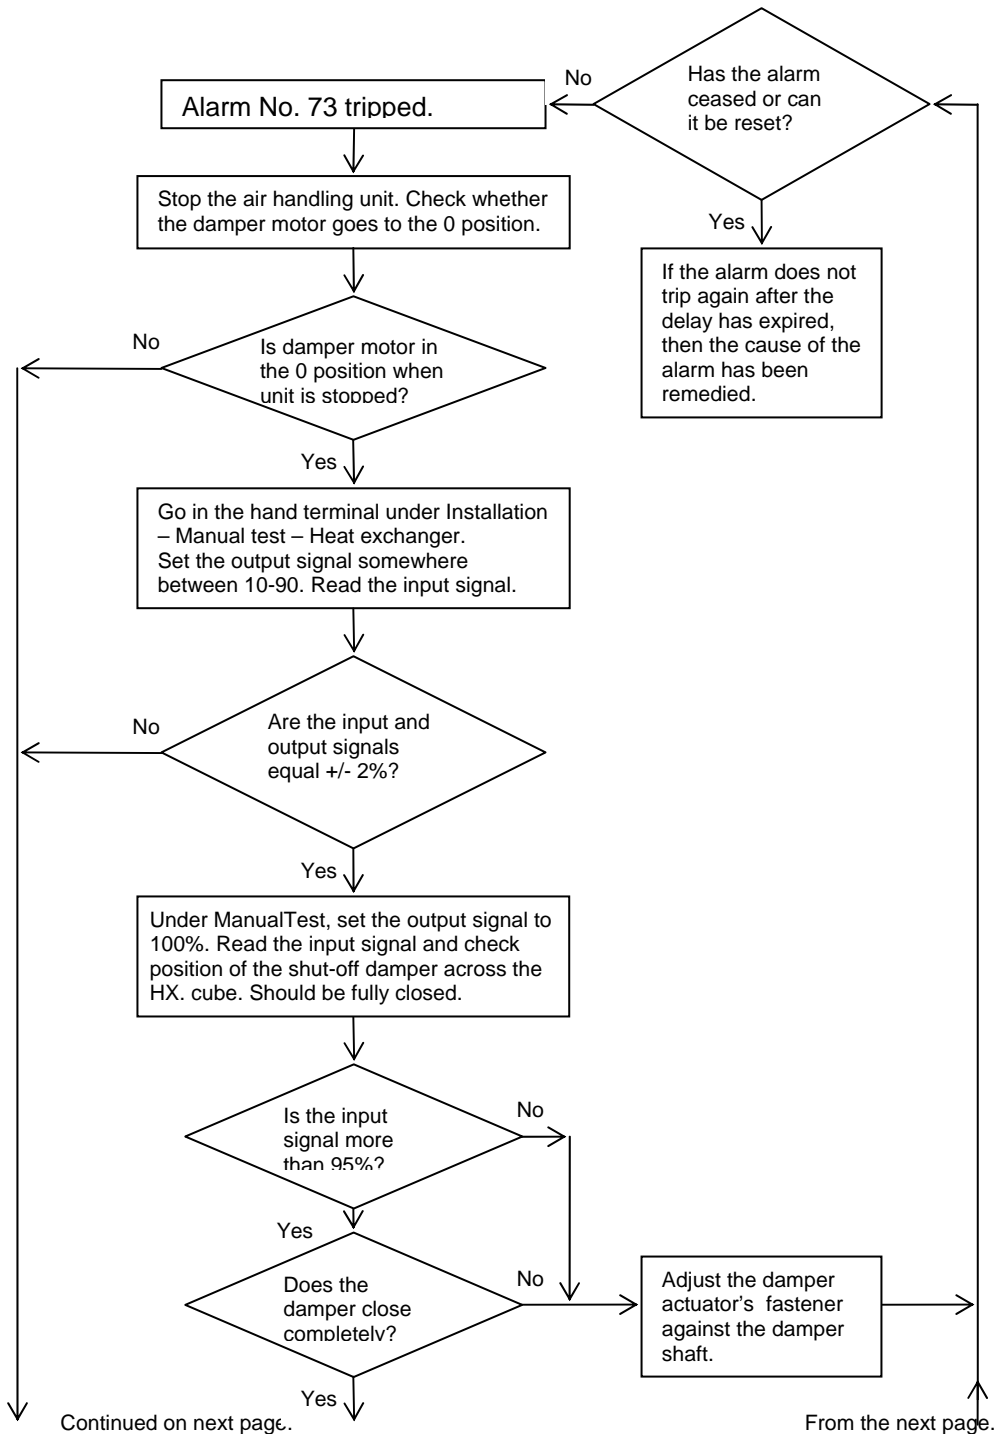 No
Has the alarm
ceased or can
it be reset?
Alarm No. 73 tripped.
Stop the air handling unit. Check whether
the damper motor goes to the 0 position.
Yes
If the alarm does not
trip again after the
delay has expired,
then the cause of the
alarm has been
remedied.
No
Is damper motor in
the 0 position when
unit is stopped?
Yes
Go in the hand terminal under Installation
– Manual test – Heat exchanger.
Set the output signal somewhere
between 10-90. Read the input signal.
No
Are the input and
output signals
equal +/- 2%?
Yes
Under ManualTest, set the output signal to
100%. Read the input signal and check
position of the shut-off damper across the
HX. cube. Should be fully closed.
Is the input
signal more
than 95%?
No
Yes
Does the
damper close
completely?
No
Adjust the damper
actuator's  fastener
against the damper
shaft.
Yes
Continued on next page.
From the next page.